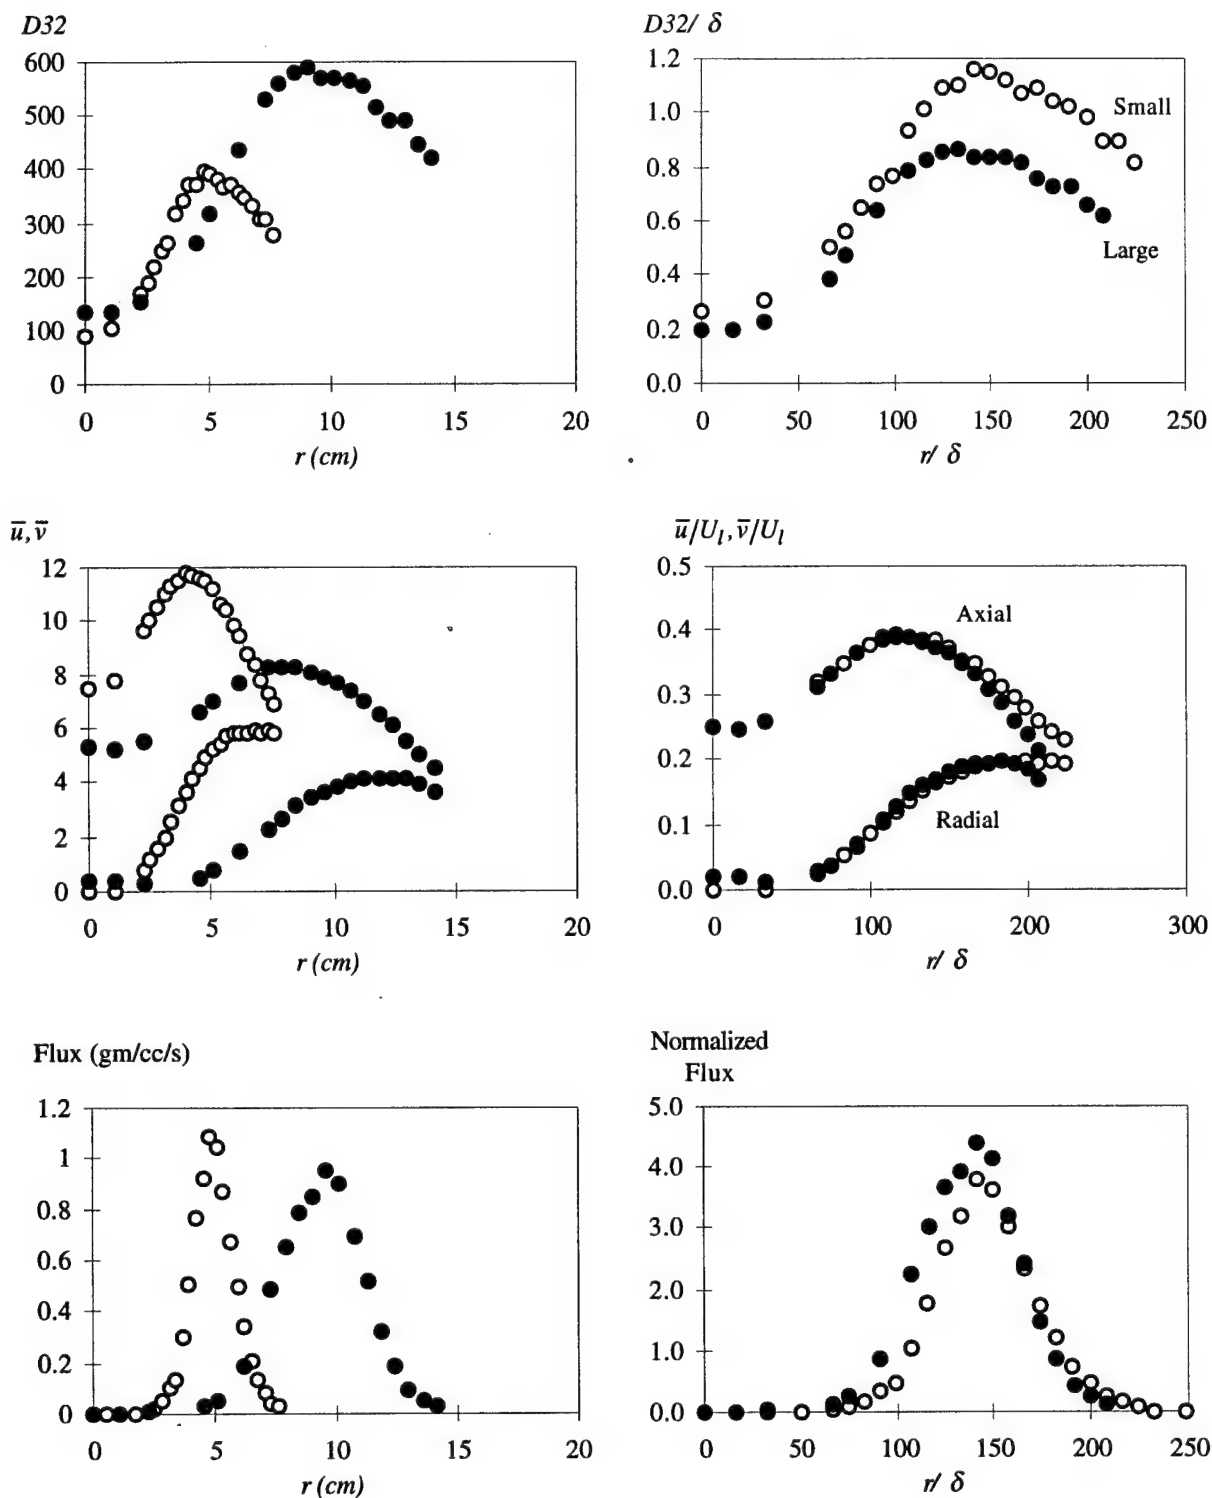 D32
600
500
400
300
200
100
0
0 5 10 15 20
r (cm)
D32/ δ
1.2
1.0
0.8
0.6
0.4
0.2
0.0
Small
Large
0 50 100 150 200 250
r/ δ
u̅, v̅
12
10
8
6
4
2
0
0 5 10 15 20
r (cm)
u̅/U_l, v̅/U_l
0.5
0.4
0.3
0.2
0.1
0.0
Axial
Radial
0 100 200 300
r/ δ
Flux (gm/cc/s)
1.2
1
0.8
0.6
0.4
0.2
0
0 5 10 15 20
r (cm)
Normalized
Flux
5.0
4.0
3.0
2.0
1.0
0.0
0 50 100 150 200 250
r/ δ